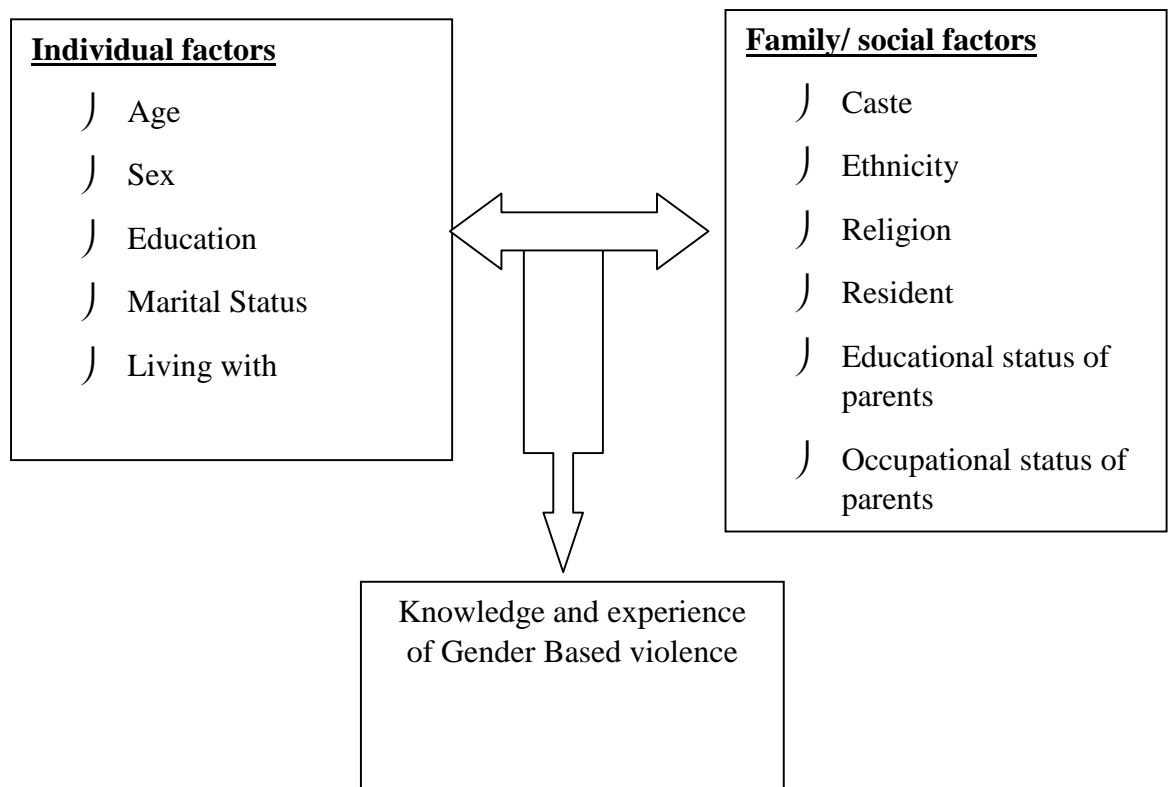 Individual factors
Age
Sex
Education
Marital Status
Living with
Family/ social factors
Caste
Ethnicity
Religion
Resident
Educational status of
parents
Occupational status of
parents
Knowledge and experience
of Gender Based violence